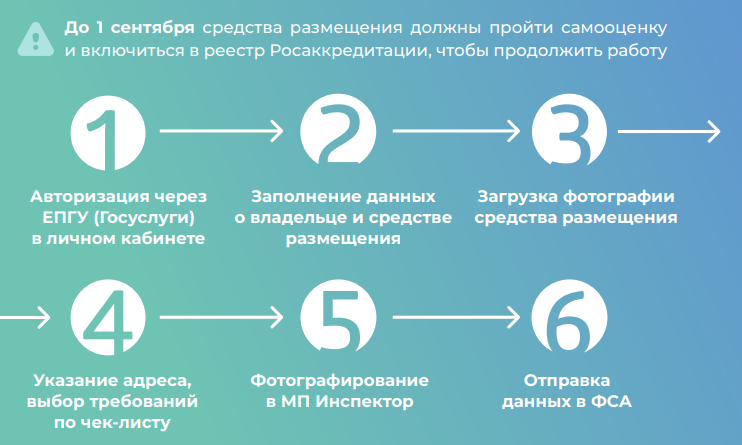 До 1 сентября средства размещения должны пройти самооценку
и включиться в реестр Росаккредитации, чтобы продолжить работу
1
2
3
Авторизация через
ЕПГУ (Госуслуги)
в личном кабинете
Заполнение данных
о владельце и средстве
размещения
Загрузка фотографии
средства размещения
4
5
6
Указание адреса,
выбор требований
по чек-листу
Фотографирование
в МП Инспектор
Отправка
данных в ФСА